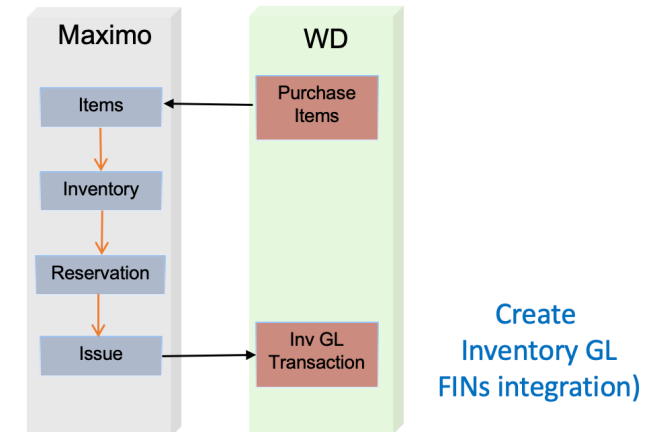 Maximo
WD
Items
Purchase
Items
Inventory
Reservation
Issue
Inv GL
Transaction
Create
Inventory GL
FINs integration)